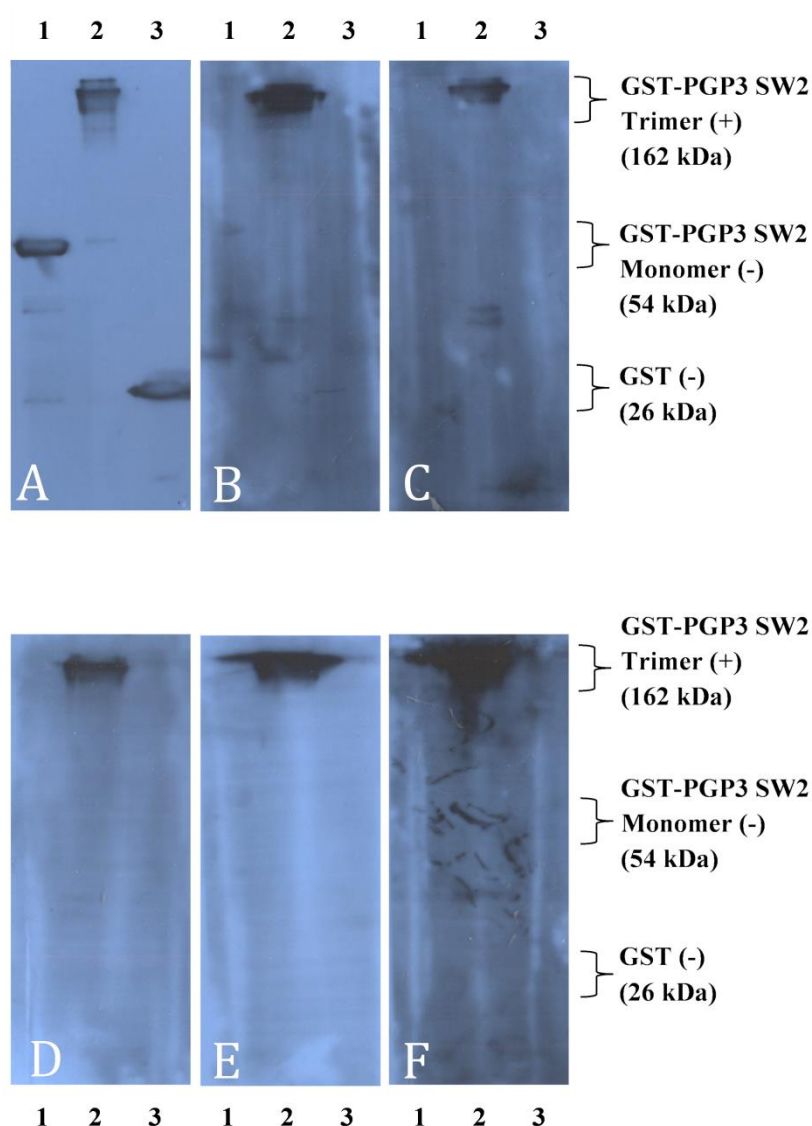 1 2 3 1 2 3 1 2 3
GST-PGP3 SW2
Trimer (+)
(162 kDa)
GST-PGP3 SW2
Monomer (-)
(54 kDa)
GST (-)
(26 kDa)
A B C
GST-PGP3 SW2
Trimer (+)
(162 kDa)
GST-PGP3 SW2
Monomer (-)
(54 kDa)
GST (-)
(26 kDa)
D E F
1 2 3 1 2 3 1 2 3